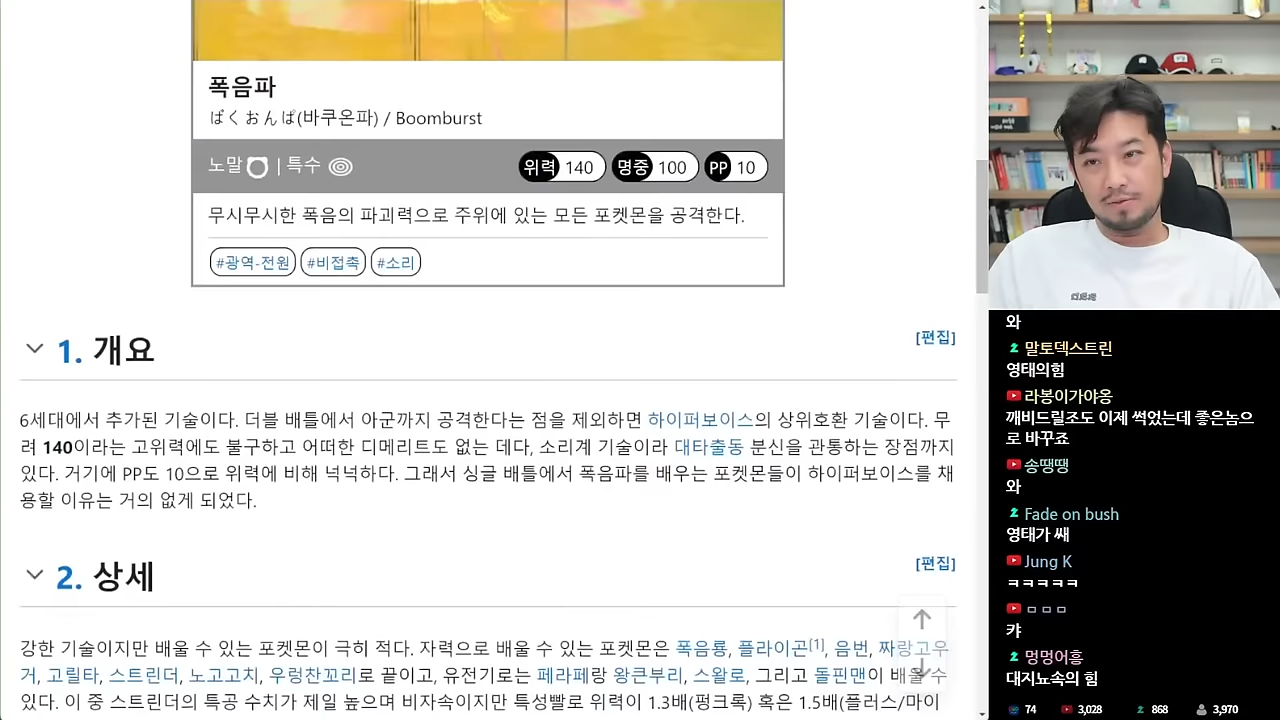 폭음파
ばくおんぱ(바쿠온파) / Boomburst
노말 | 특수 위력 140 명중 100 PP 10
무시무시한 폭음의 파괴력으로 주위에 있는 모든 포켓몬을 공격한다.
#광역-전원 #비접촉 #소리
1. 개요 [편집]
6세대에서 추가된 기술이다. 더블 배틀에서 아군까지 공격한다는 점을 제외하면 하이퍼보이스의 상위호환 기술이다. 무
려 140이라는 고위력에도 불구하고 어떠한 디메리트도 없는 데다, 소리계 기술이라 대타출동 분신을 관통하는 장점까지
있다. 거기에 PP도 10으로 위력에 비해 넉넉하다. 그래서 싱글 배틀에서 폭음파를 배우는 포켓몬들이 하이퍼보이스를 채
용할 이유는 거의 없게 되었다.
2. 상세 [편집]
강한 기술이지만 배울 수 있는 포켓몬이 극히 적다. 자력으로 배울 수 있는 포켓몬은 폭음룡, 플라이곤[1], 음번, 짜랑고우
거, 고릴타, 스트린더, 노고고치, 우렁찬꼬리로 끝이고, 유전기로는 페라페랑 왕큰부리, 스왈로, 그리고 돌핀맨이 배울 수
있다. 이 중 스트린더의 특공 수치가 제일 높으며 비자속이지만 특성빨로 위력이 1.3배(펑크록) 혹은 1.5배(플러스/마이
와
말토덱스트린
영태의힘
라봉이가야옹
깨비드릴조도 이제 썩었는데 좋은놈으
로 바꾸죠
송땡땡
와
Fade on bush
영태가 쌔
Jung K
ㅋㅋㅋㅋㅋ
ㅁㅁㅁ
캬
멍멍어흥
대지뇨속의 힘
74 3,028 868 3,970